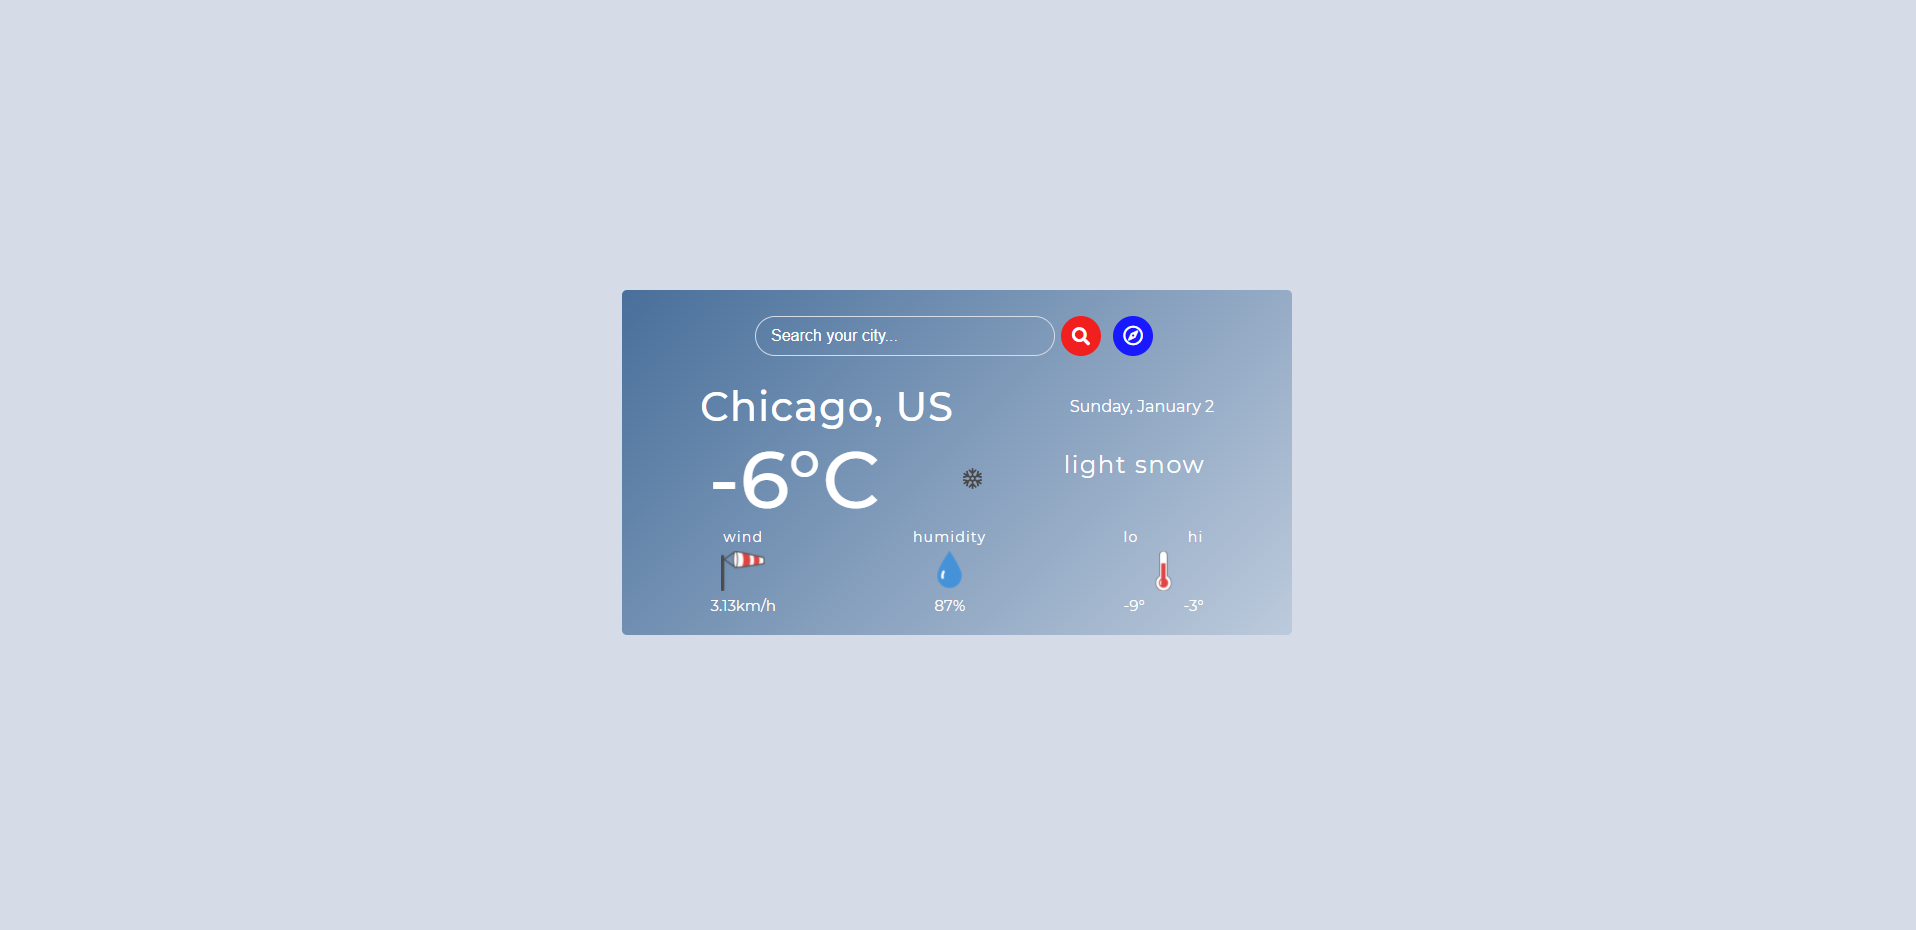 Search your city...
Chicago, US
Sunday, January 2
-6°C
light snow
wind
humidity
lo hi
3.13km/h
87%
-9° -3°